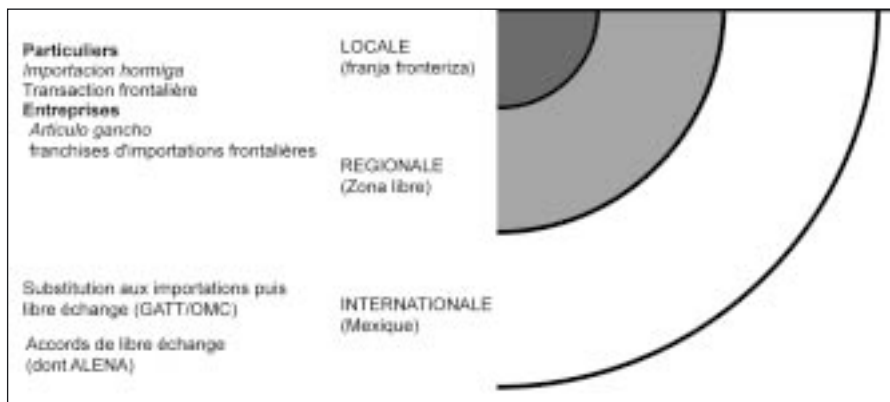 Particuliers
Importacion hormiga
Transaction frontalière
Entreprises
Articulo gancho
franchises d'importations frontalières
LOCALE
(franja fronteriza)
REGIONALE
(Zona libre)
Substitution aux importations puis
libre échange (GATT/OMC)
Accords de libre échange
(dont ALENA)
INTERNATIONALE
(Mexique)